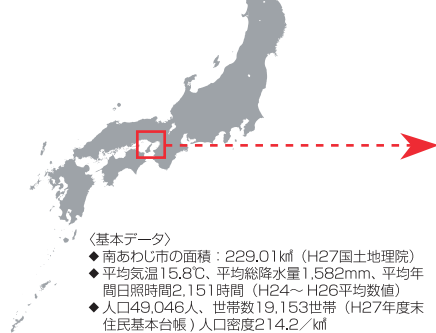 〈基本データ〉
◆ 南あわじ市の面積：229.01㎢（H27国土地理院）
◆ 平均気温15.8℃、平均総降水量1,582mm、平均年
間日照時間2,151時間（H24～H26平均数値）
◆ 人口49,046人、世帯数19,153世帯（H27年度末
住民基本台帳）人口密度214.2／㎢